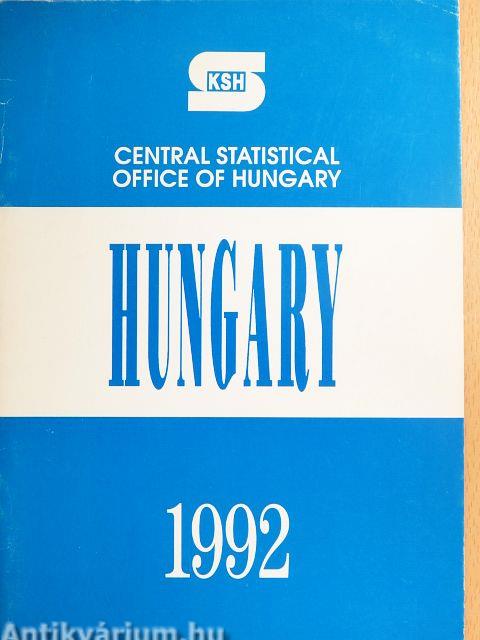 KSH
CENTRAL STATISTICAL
OFFICE OF HUNGARY
HUNGARY
1992
Antikvárium.hu